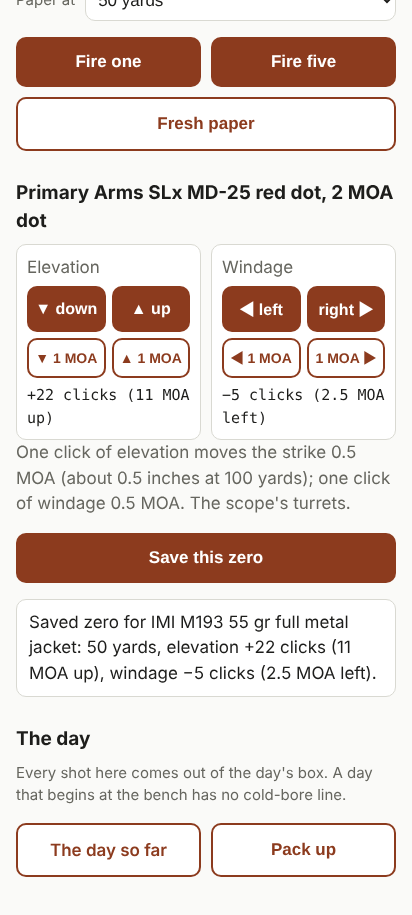 Paper at 50 yards
Fire one
Fire five
Fresh paper
Primary Arms SLx MD-25 red dot, 2 MOA
dot
Elevation
▼ down ▲ up
▼ 1 MOA ▲ 1 MOA
+22 clicks (11 MOA
up)
Windage
◀ left right ▶
◀ 1 MOA 1 MOA ▶
−5 clicks (2.5 MOA
left)
One click of elevation moves the strike 0.5
MOA (about 0.5 inches at 100 yards); one click
of windage 0.5 MOA. The scope's turrets.
Save this zero
Saved zero for IMI M193 55 gr full metal
jacket: 50 yards, elevation +22 clicks (11
MOA up), windage −5 clicks (2.5 MOA left).
The day
Every shot here comes out of the day's box. A day
that begins at the bench has no cold-bore line.
The day so far
Pack up